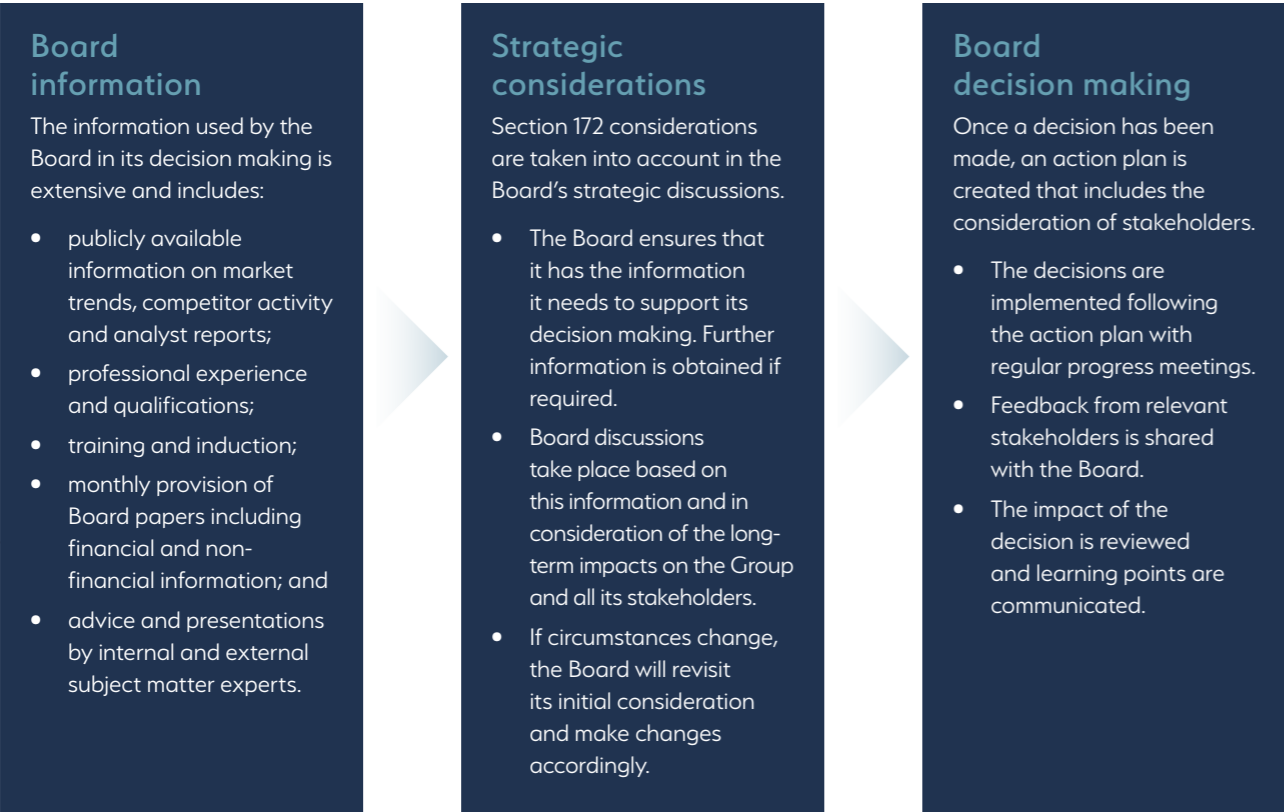 Board
information
The information used by the
Board in its decision making is
extensive and includes:
• publicly available
information on market
trends, competitor activity
and analyst reports;
• professional experience
and qualifications;
• training and induction;
• monthly provision of
Board papers including
financial and non-
financial information; and
• advice and presentations
by internal and external
subject matter experts.
Strategic
considerations
Section 172 considerations
are taken into account in the
Board’s strategic discussions.
• The Board ensures that
it has the information
it needs to support its
decision making. Further
information is obtained if
required.
• Board discussions
take place based on
this information and in
consideration of the long-
term impacts on the Group
and all its stakeholders.
• If circumstances change,
the Board will revisit
its initial consideration
and make changes
accordingly.
Board
decision making
Once a decision has been
made, an action plan is
created that includes the
consideration of stakeholders.
• The decisions are
implemented following
the action plan with
regular progress meetings.
• Feedback from relevant
stakeholders is shared
with the Board.
• The impact of the
decision is reviewed
and learning points are
communicated.